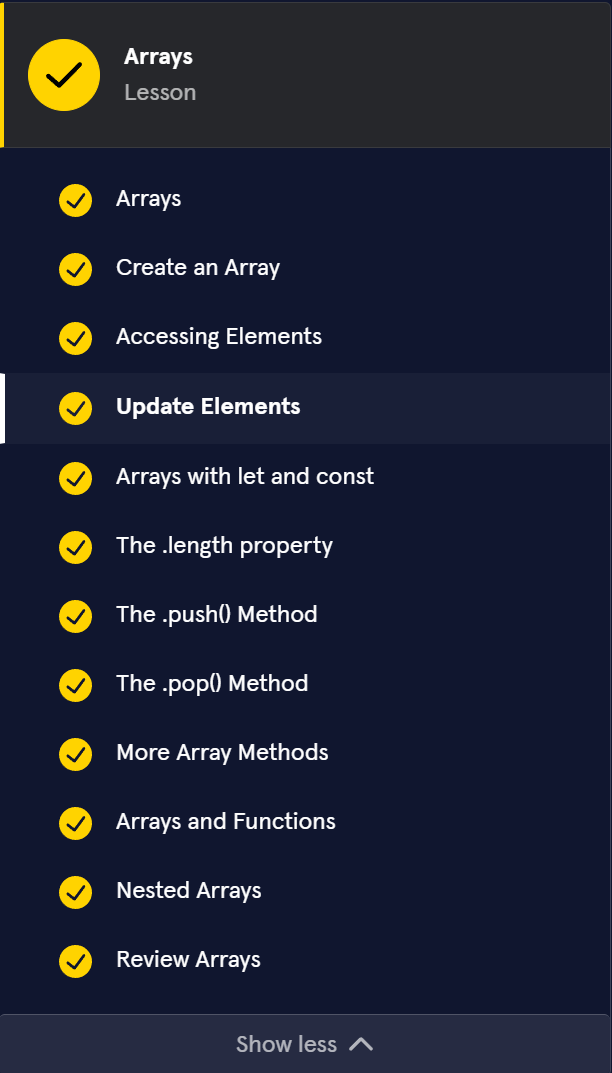 Arrays
Lesson
Arrays
Create an Array
Accessing Elements
Update Elements
Arrays with let and const
The .length property
The .push() Method
The .pop() Method
More Array Methods
Arrays and Functions
Nested Arrays
Review Arrays
Show less